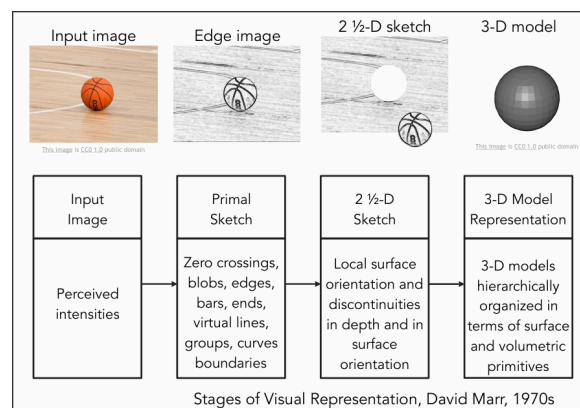 Input image
Edge image
2 ½-D sketch
3-D model
This image is CC0 1.0 public domain
This image is CC0 1.0 public domain
Input
Image
Primal
Sketch
2 ½-D
Sketch
3-D Model
Representation
Perceived
intensities
Zero crossings,
blobs, edges,
bars, ends,
virtual lines,
groups, curves
boundaries
Local surface
orientation and
discontinuities
in depth and in
surface
orientation
3-D models
hierarchically
organized in
terms of surface
and volumetric
primitives
Stages of Visual Representation, David Marr, 1970s